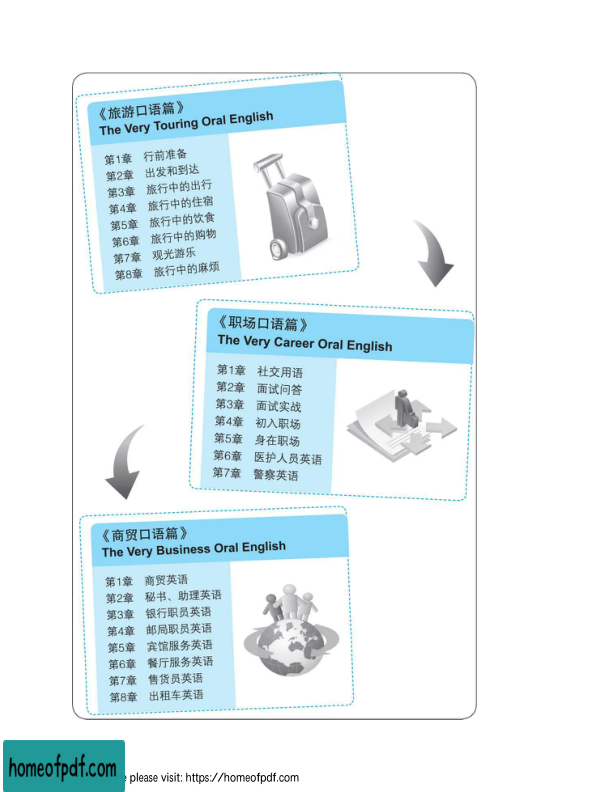 《旅游口语篇》
The Very Touring Oral English
第1章 行前准备
第2章 出发和到达
第3章 旅行中的出行
第4章 旅行中的住宿
第5章 旅行中的饮食
第6章 旅行中的购物
第7章 观光游乐
第8章 旅行中的麻烦
《职场口语篇》
The Very Career Oral English
第1章 社交用语
第2章 面试问答
第3章 面试实战
第4章 初入职场
第5章 身在职场
第6章 医护人员英语
第7章 警察英语
《商贸口语篇》
The Very Business Oral English
第1章 商贸英语
第2章 秘书、助理英语
第3章 银行职员英语
第4章 邮局职员英语
第5章 宾馆服务英语
第6章 餐厅服务英语
第7章 售货员英语
第8章 出租车英语
homeofpdf.com
please visit: https://homeofpdf.com